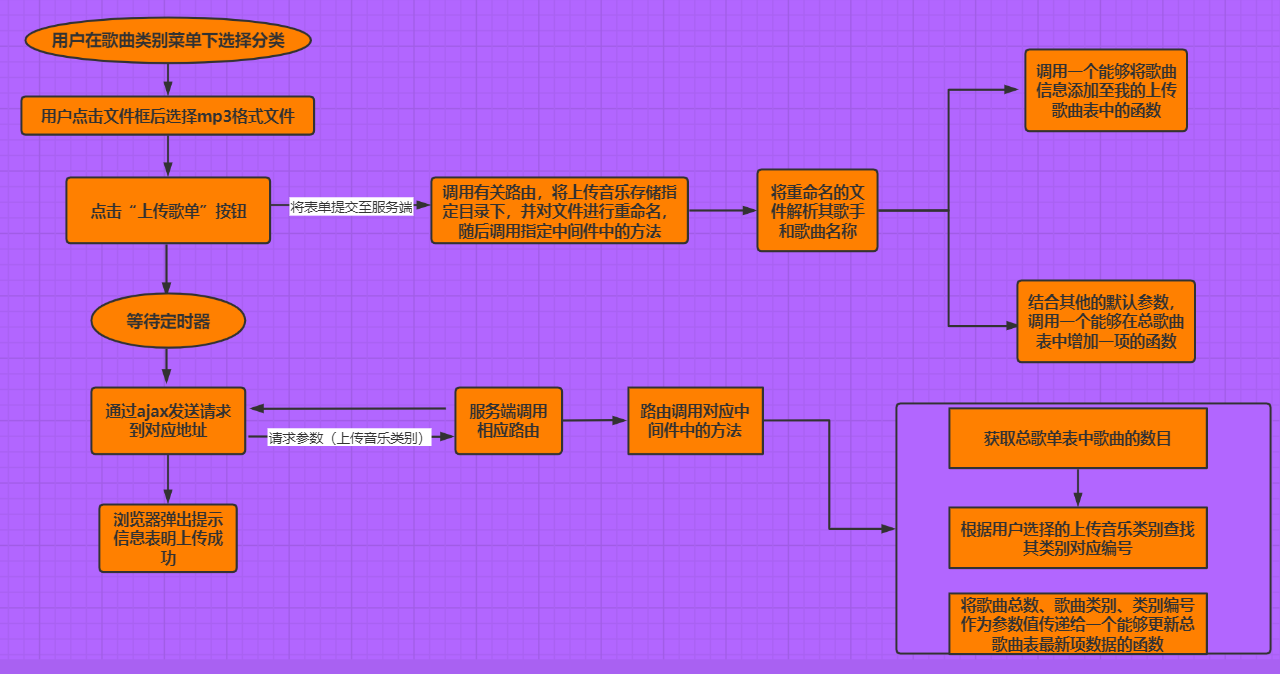 用户在歌曲类别菜单下选择分类
用户点击文件框后选择mp3格式文件
点击“上传歌单”按钮
将表单提交至服务端
调用有关路由，将上传音乐存储指
定目录下，并对文件进行重命名，
随后调用指定中间件中的方法
将重命名的文
件解析其歌手
和歌曲名称
调用一个能够将歌曲
信息添加至我的上传
歌曲表中的函数
结合其他的默认参数，
调用一个能够在总歌曲
表中增加一项的函数
等待定时器
通过ajax发送请求
到对应地址
请求参数（上传音乐类别）
服务端调用
相应路由
路由调用对应中
间件中的方法
获取总歌单表中歌曲的数目
根据用户选择的上传音乐类别查找
其类别对应编号
将歌曲总数、歌曲类别、类别编号
作为参数值传递给一个能够更新总
歌曲表最新项数据的函数
浏览器弹出提示
信息表明上传成
功